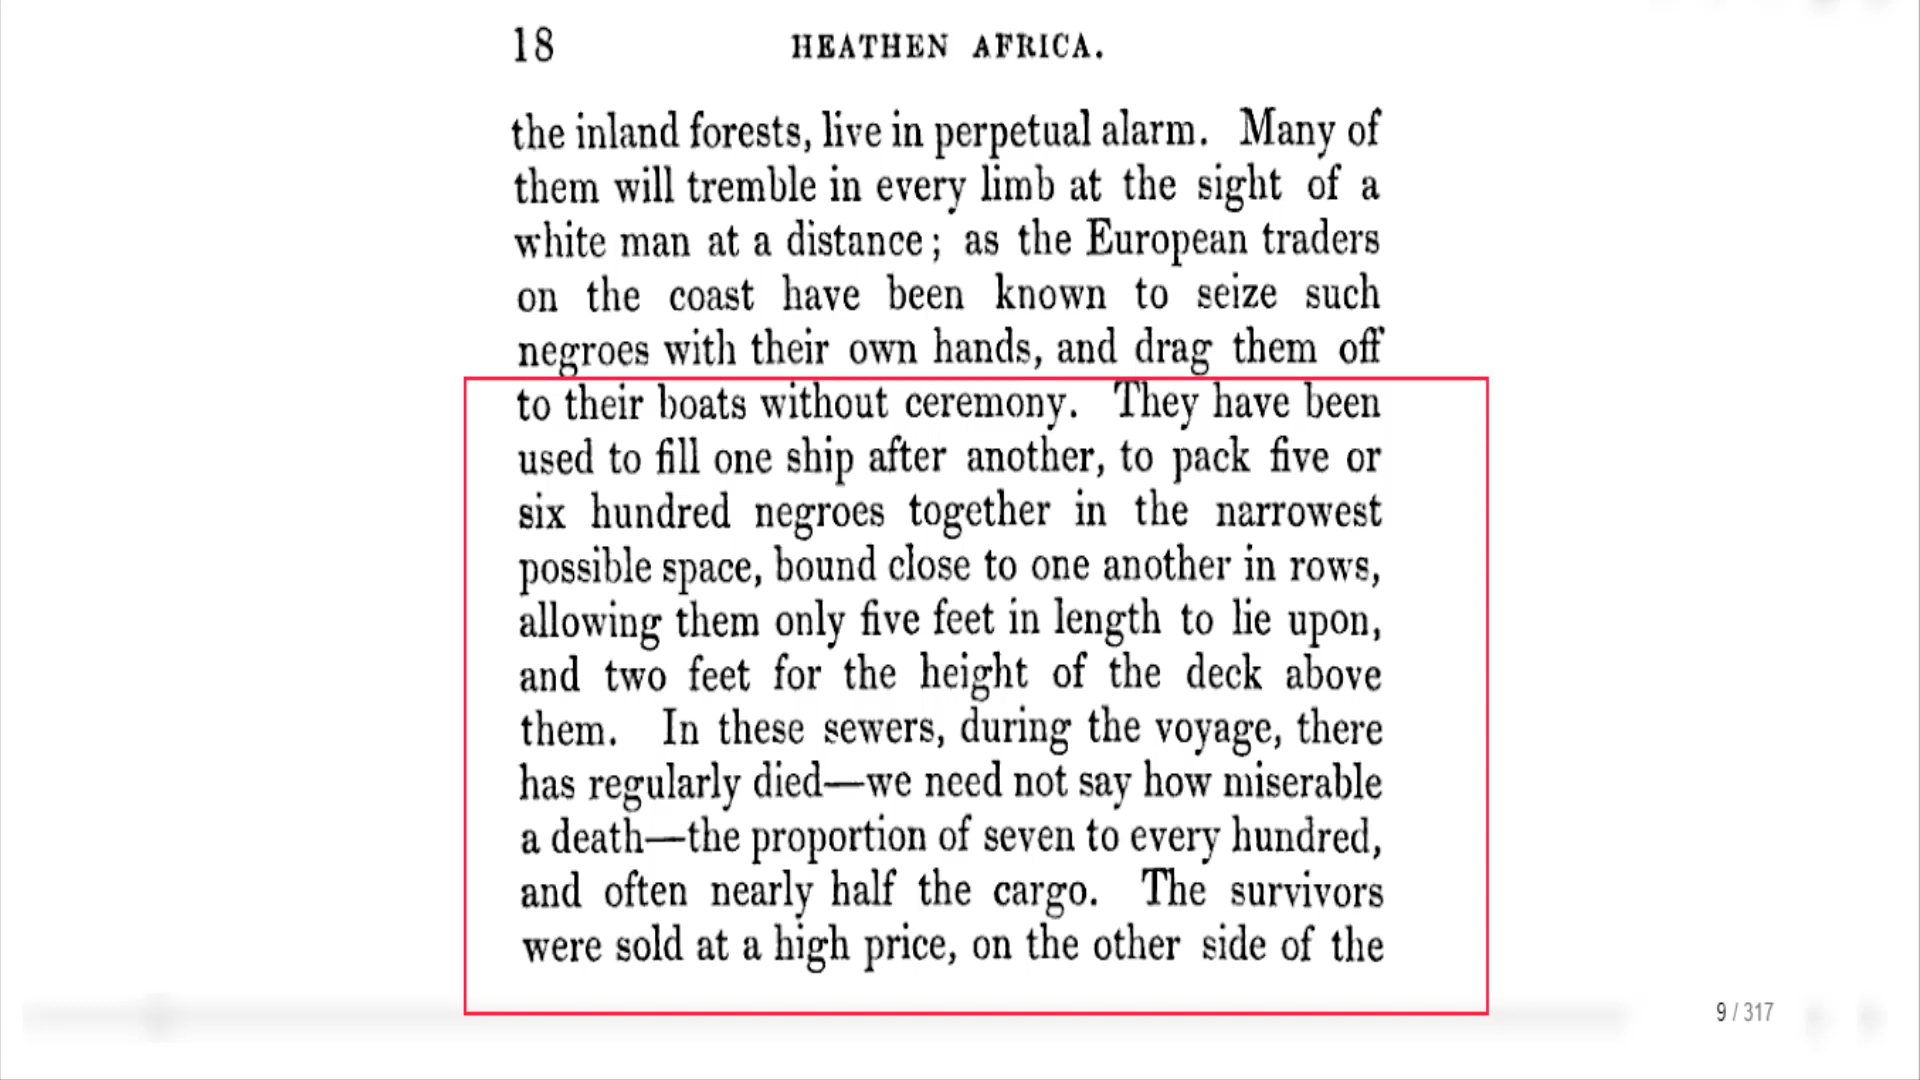 18 HEATHEN AFRICA.
the inland forests, live in perpetual alarm. Many of
them will tremble in every limb at the sight of a
white man at a distance; as the European traders
on the coast have been known to seize such
negroes with their own hands, and drag them off
to their boats without ceremony. They have been
used to fill one ship after another, to pack five or
six hundred negroes together in the narrowest
possible space, bound close to one another in rows,
allowing them only five feet in length to lie upon,
and two feet for the height of the deck above
them. In these sewers, during the voyage, there
has regularly died—we need not say how miserable
a death—the proportion of seven to every hundred,
and often nearly half the cargo. The survivors
were sold at a high price, on the other side of the
9 / 317